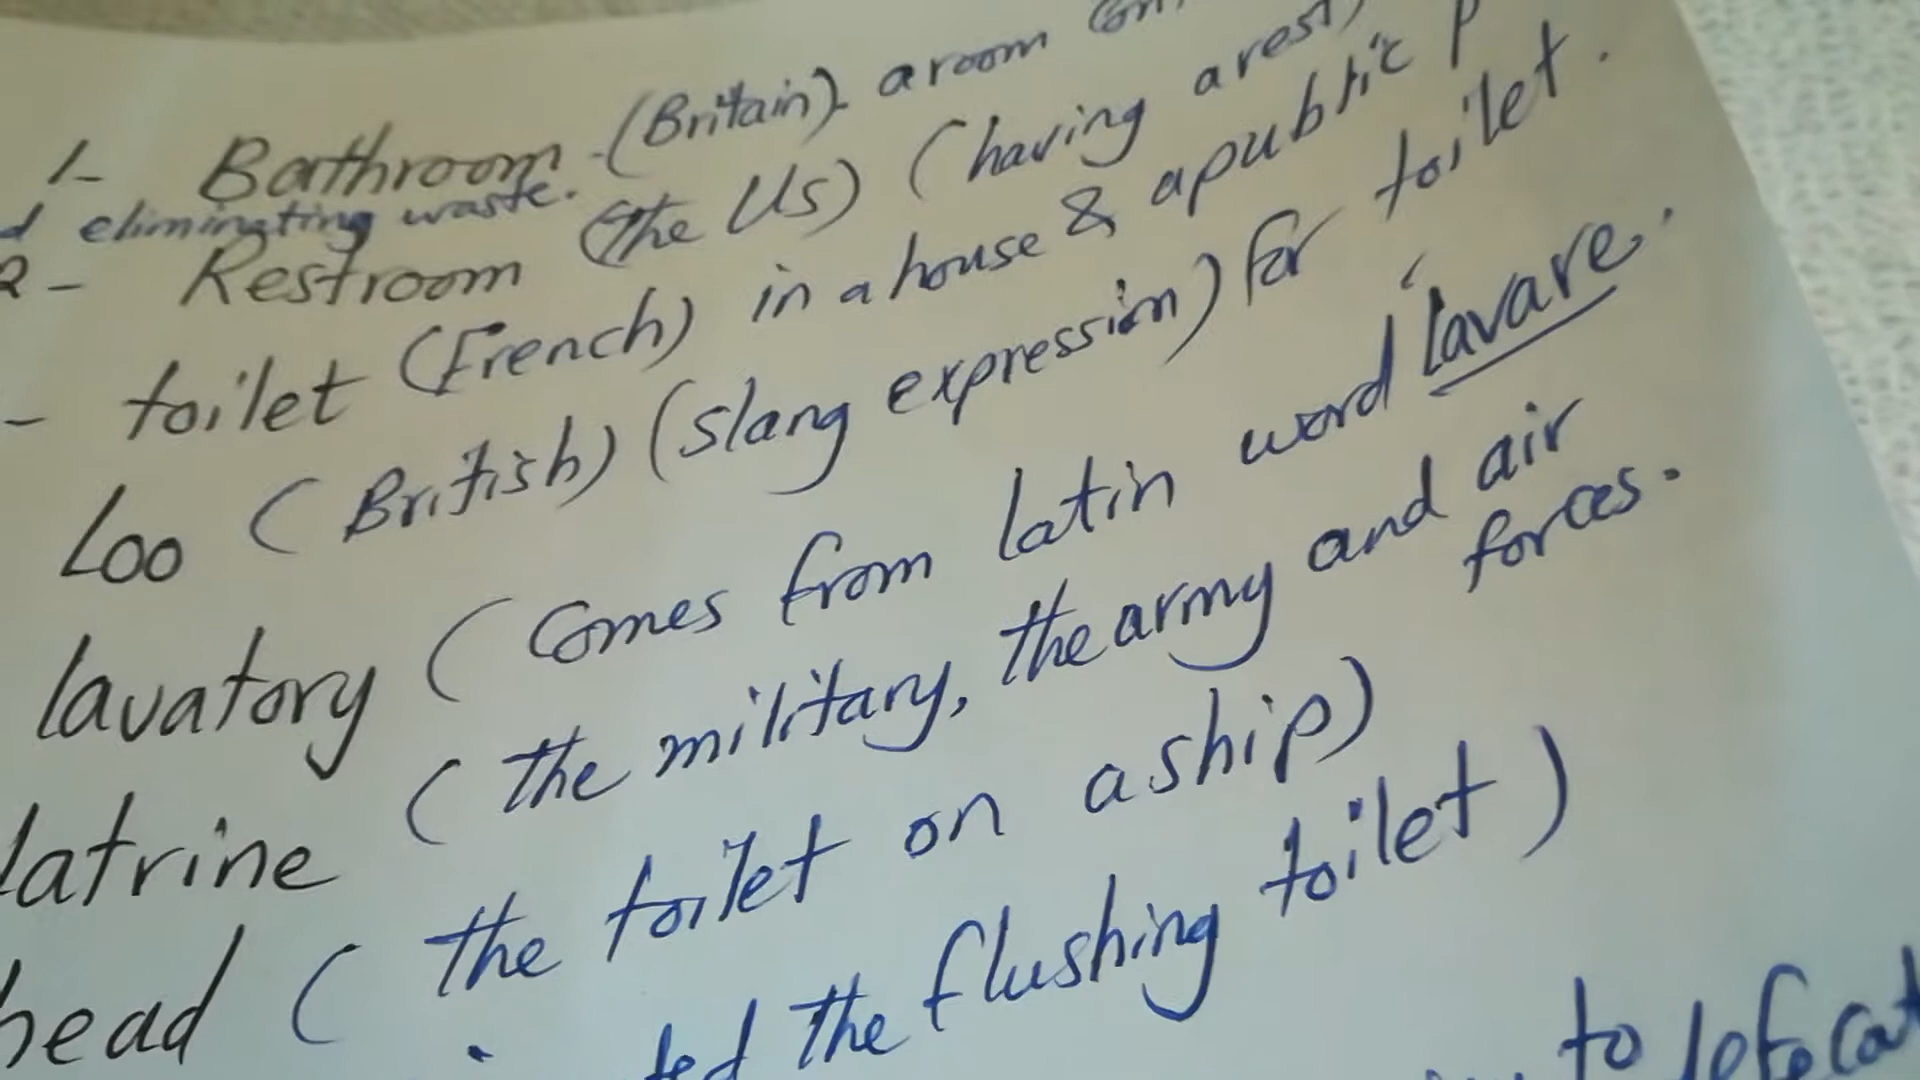 1- Bathroom. (Britain). a room
eliminating waste.
2- Restroom (the US) (having a rest)
- toilet (French) in a house & a public
Loo (British) (slang expression) for toilet.
lavatory (Comes from latin word 'lavare.'
latrine (the military, the army and air
forces.
head (the toilet on a ship)
the flushing toilet)
to